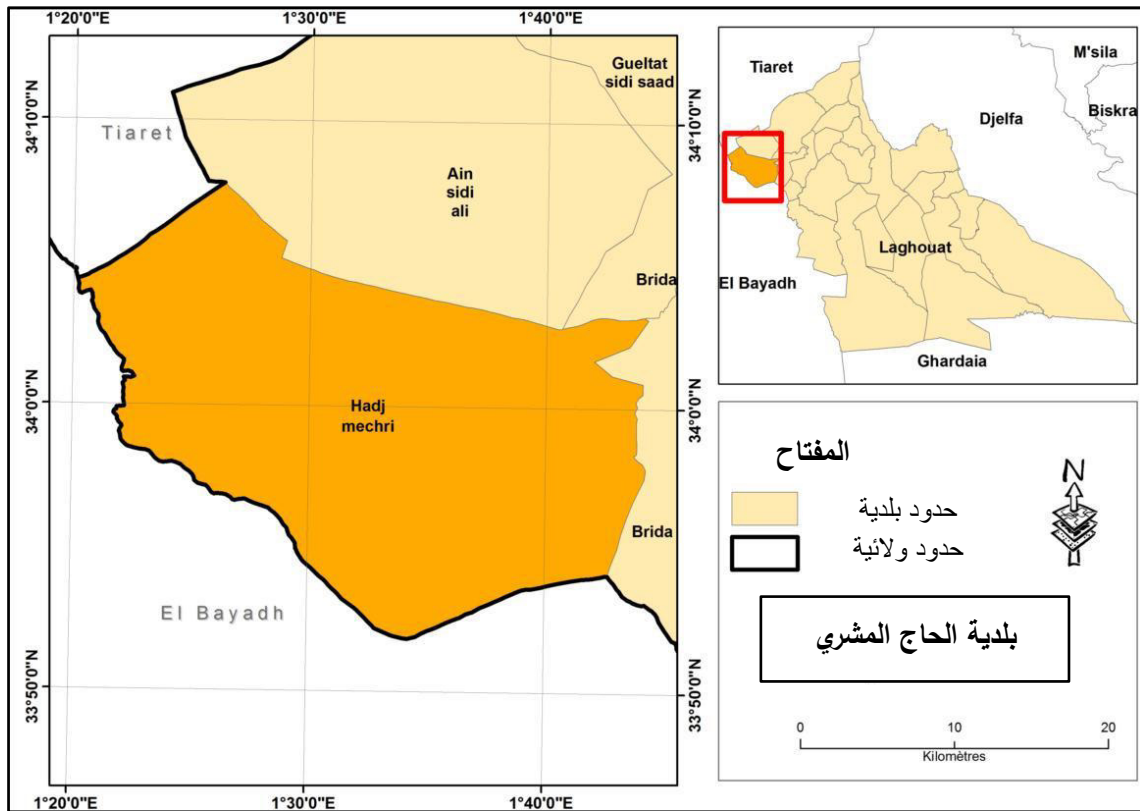 1°20'0"E
1°30'0"E
1°40'0"E
34°10'0"N
34°0'0"N
33°50'0"N
Tiaret
Gueltat
sidi saad
Ain
sidi
ali
Brida
Hadj
mechri
Brida
El Bayadh
34°10'0"N
34°0'0"N
33°50'0"N
1°20'0"E
1°30'0"E
1°40'0"E
Tiaret
M'sila
Biskra
Djelfa
Laghouat
El Bayadh
Ghardaia
المفتاح
حدود بلدية
حدود ولائية
N
بلدية الحاج المشري
0 10 20
Kilomètres